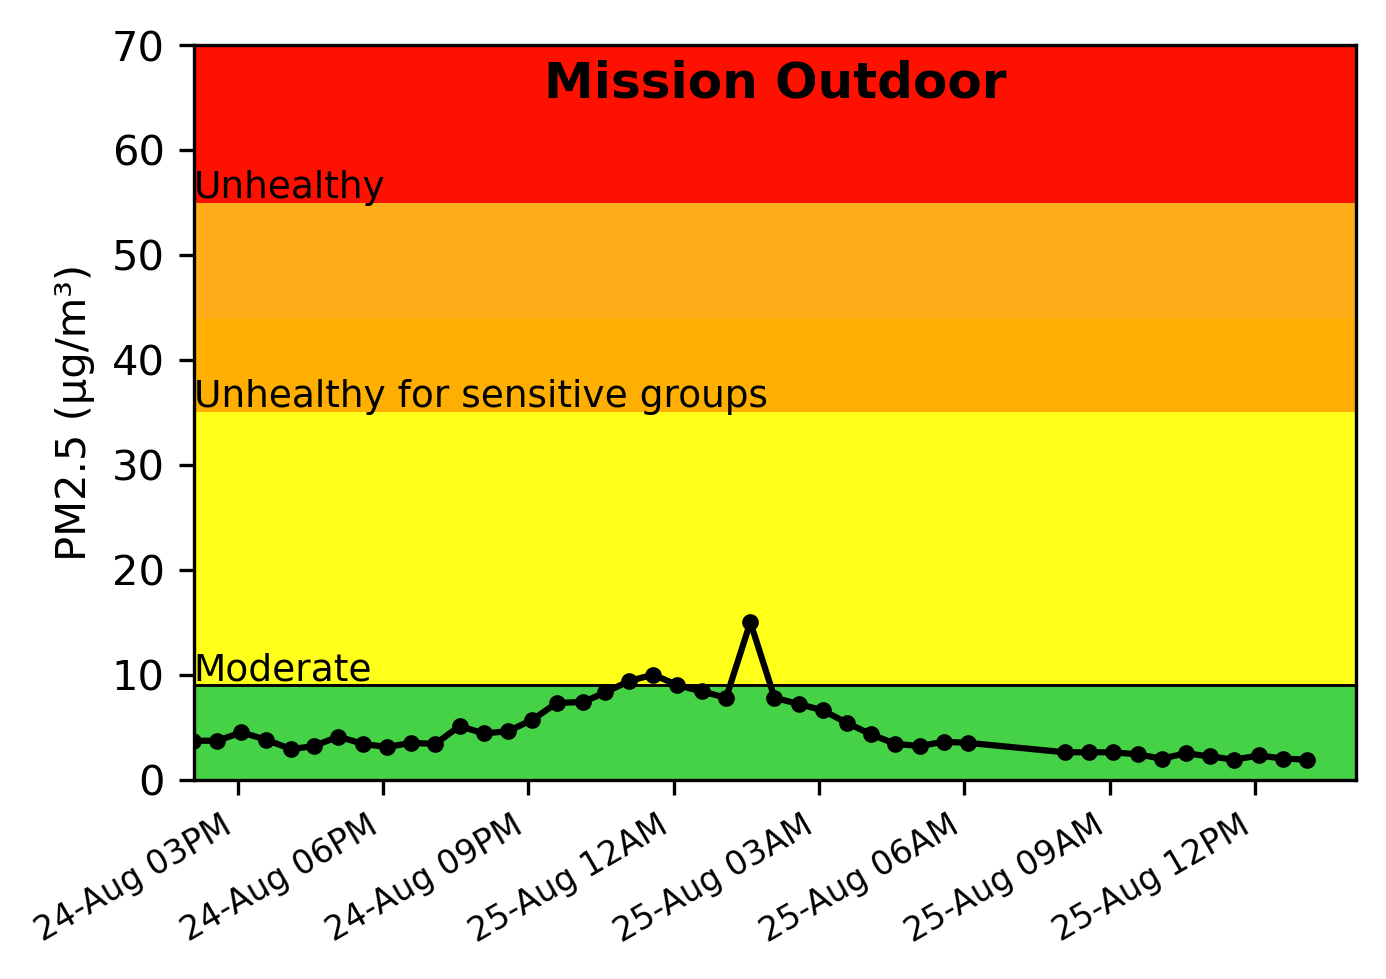 Mission Outdoor
70
60
Unhealthy
50
40
Unhealthy for sensitive groups
30
20
10
Moderate
0
PM2.5 (µg/m³)
24-Aug 03PM
24-Aug 06PM
24-Aug 09PM
25-Aug 12AM
25-Aug 03AM
25-Aug 06AM
25-Aug 09AM
25-Aug 12PM